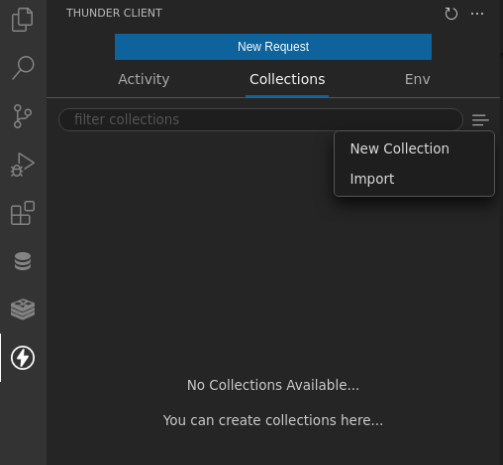 THUNDER CLIENT
New Request
Activity Collections Env
filter collections
New Collection
Import
No Collections Available...
You can create collections here...